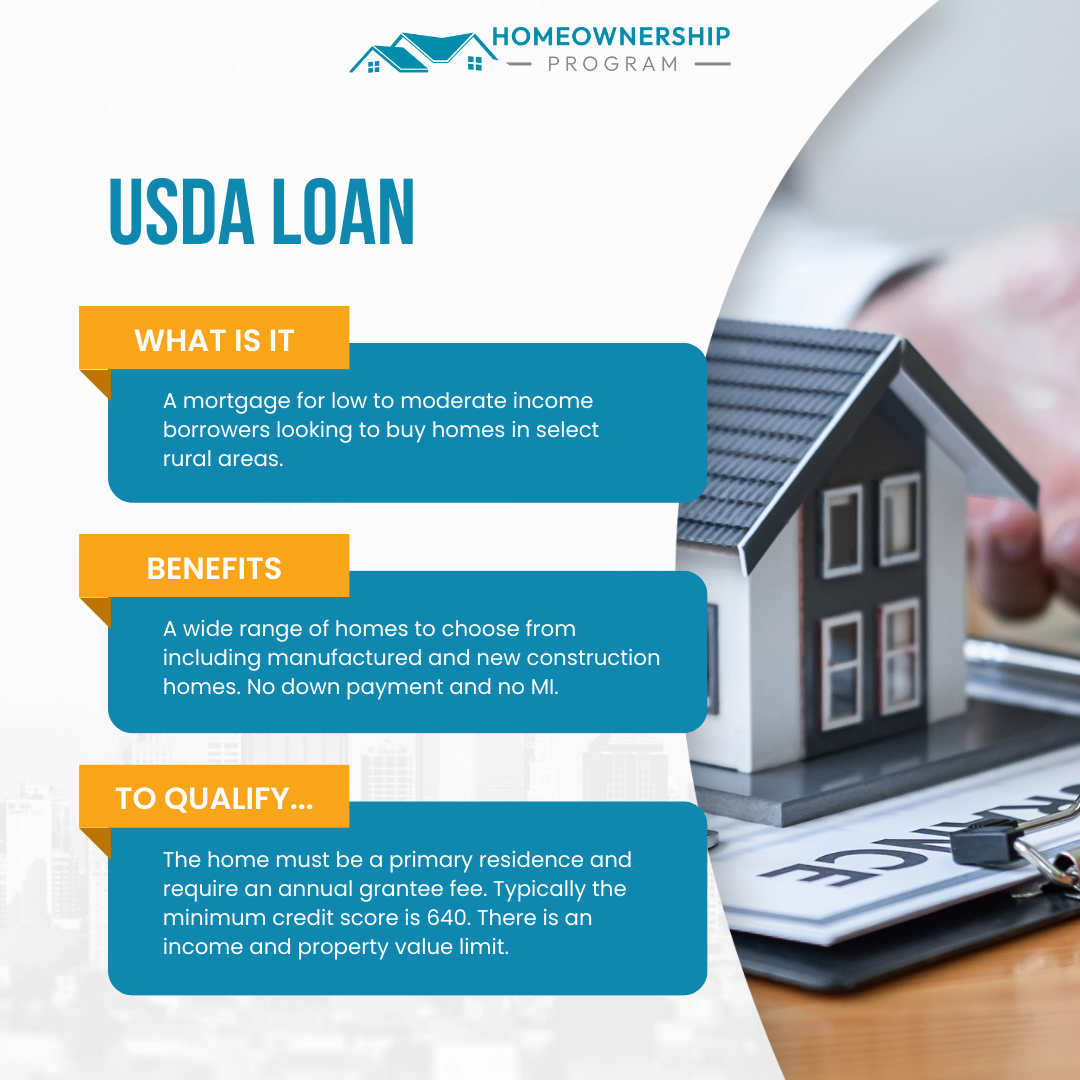 HOMEOWNERSHIP
PROGRAM
USDA LOAN
WHAT IS IT
A mortgage for low to moderate income
borrowers looking to buy homes in select
rural areas.
BENEFITS
A wide range of homes to choose from
including manufactured and new construction
homes. No down payment and no MI.
TO QUALIFY...
The home must be a primary residence and
require an annual grantee fee. Typically the
minimum credit score is 640. There is an
income and property value limit.